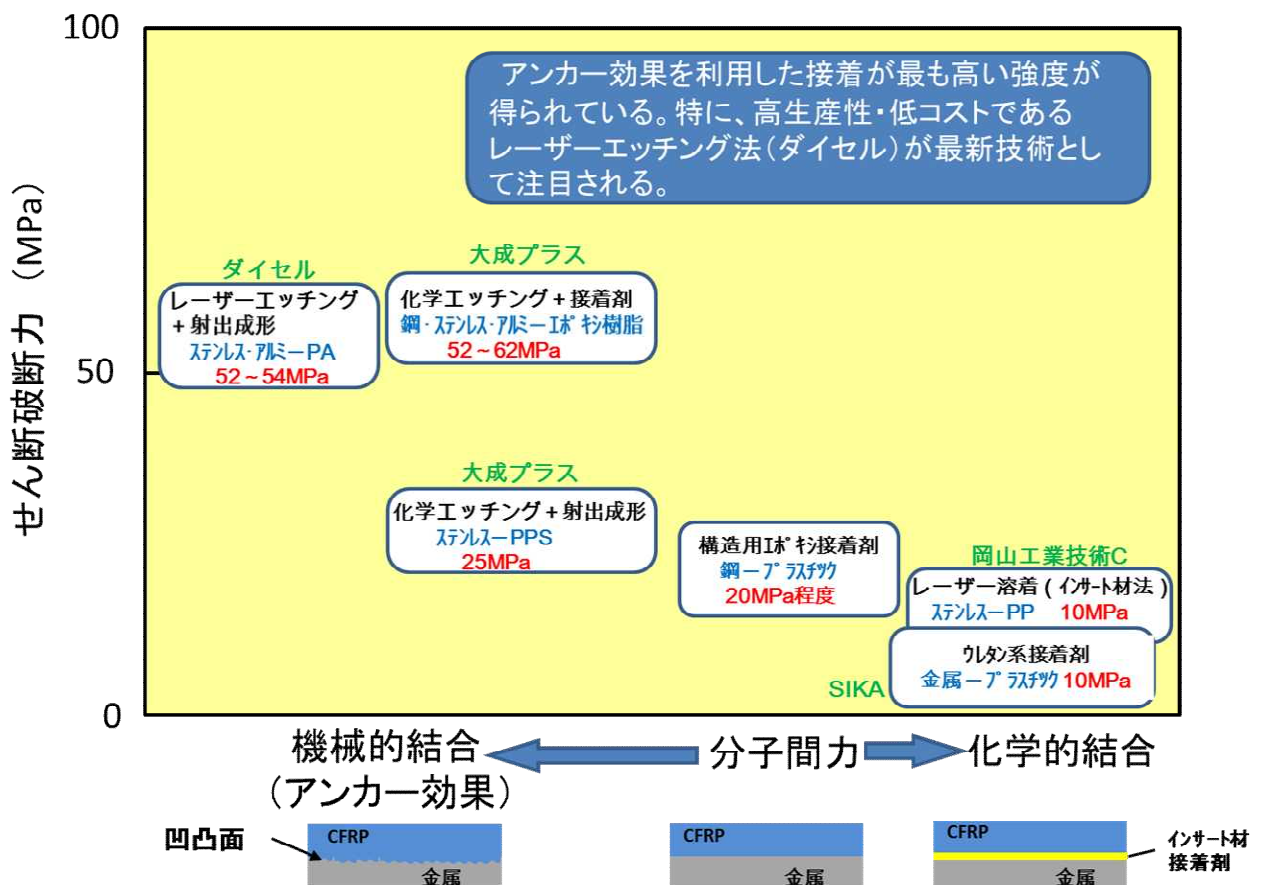 100
50
0
せん断破断力 (MPa)
アンカー効果を利用した接着が最も高い強度が
得られている。特に、高生産性・低コストである
レーザーエッチング法(ダイセル)が最新技術とし
て注目される。
ダイセル
レーザーエッチング
+射出成形
ステンレス・アルミーPA
52~54MPa
大成プラス
化学エッチング+接着剤
鋼・ステンレス・アルミーエポキシ樹脂
52~62MPa
大成プラス
化学エッチング+射出成形
ステンレスーPPS
25MPa
構造用エポキシ接着剤
鋼ープラスチック
20MPa程度
岡山工業技術C
レーザー溶着(インサート材法)
ステンレスーPP 10MPa
ウレタン系接着剤
金属ープラスチック 10MPa
SIKA
機械的結合
(アンカー効果)
分子間力
化学的結合
凹凸面
CFRP
金属
CFRP
金属
CFRP
金属
インサート材
接着剤